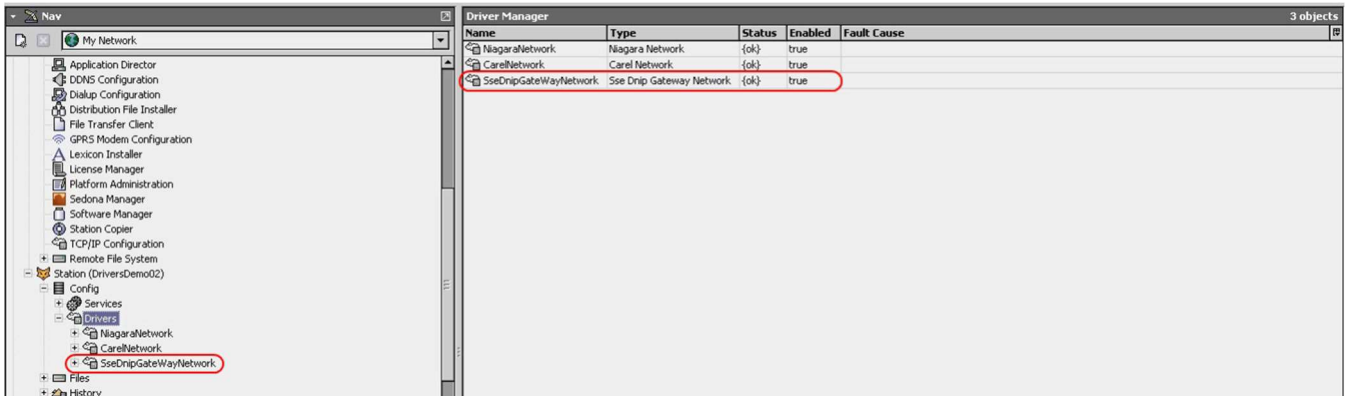 Nav
My Network
Application Director
DDNS Configuration
Dialup Configuration
Distribution File Installer
File Transfer Client
GPRS Modem Configuration
Lexicon Installer
License Manager
Platform Administration
Sedona Manager
Software Manager
Station Copier
TCP/IP Configuration
Remote File System
Station (DriversDemo02)
Config
Services
Drivers
NiagaraNetwork
CarelNetwork
SseDnipGateWayNetwork
Files
History
Driver Manager 3 objects
Name Type Status Enabled Fault Cause
NiagaraNetwork Niagara Network {ok} true
CarelNetwork Carel Network {ok} true
SseDnipGateWayNetwork Sse Dnip Gateway Network {ok} true